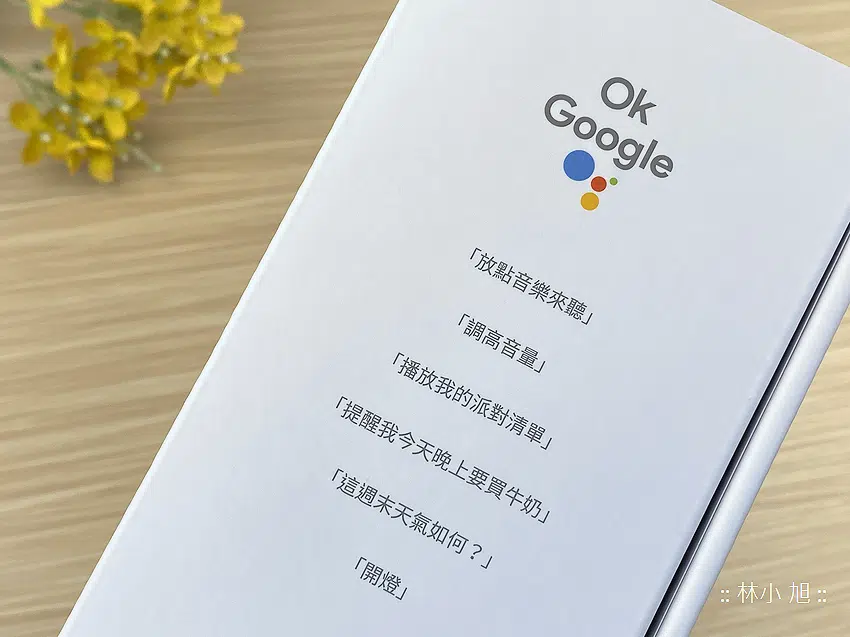 Ok
Google
「放點音樂來聽」
「調高音量」
「播放我的派對清單」
「提醒我今天晚上要買牛奶」
「這週末天氣如何？」
「開燈」
:: 林小旭 ::